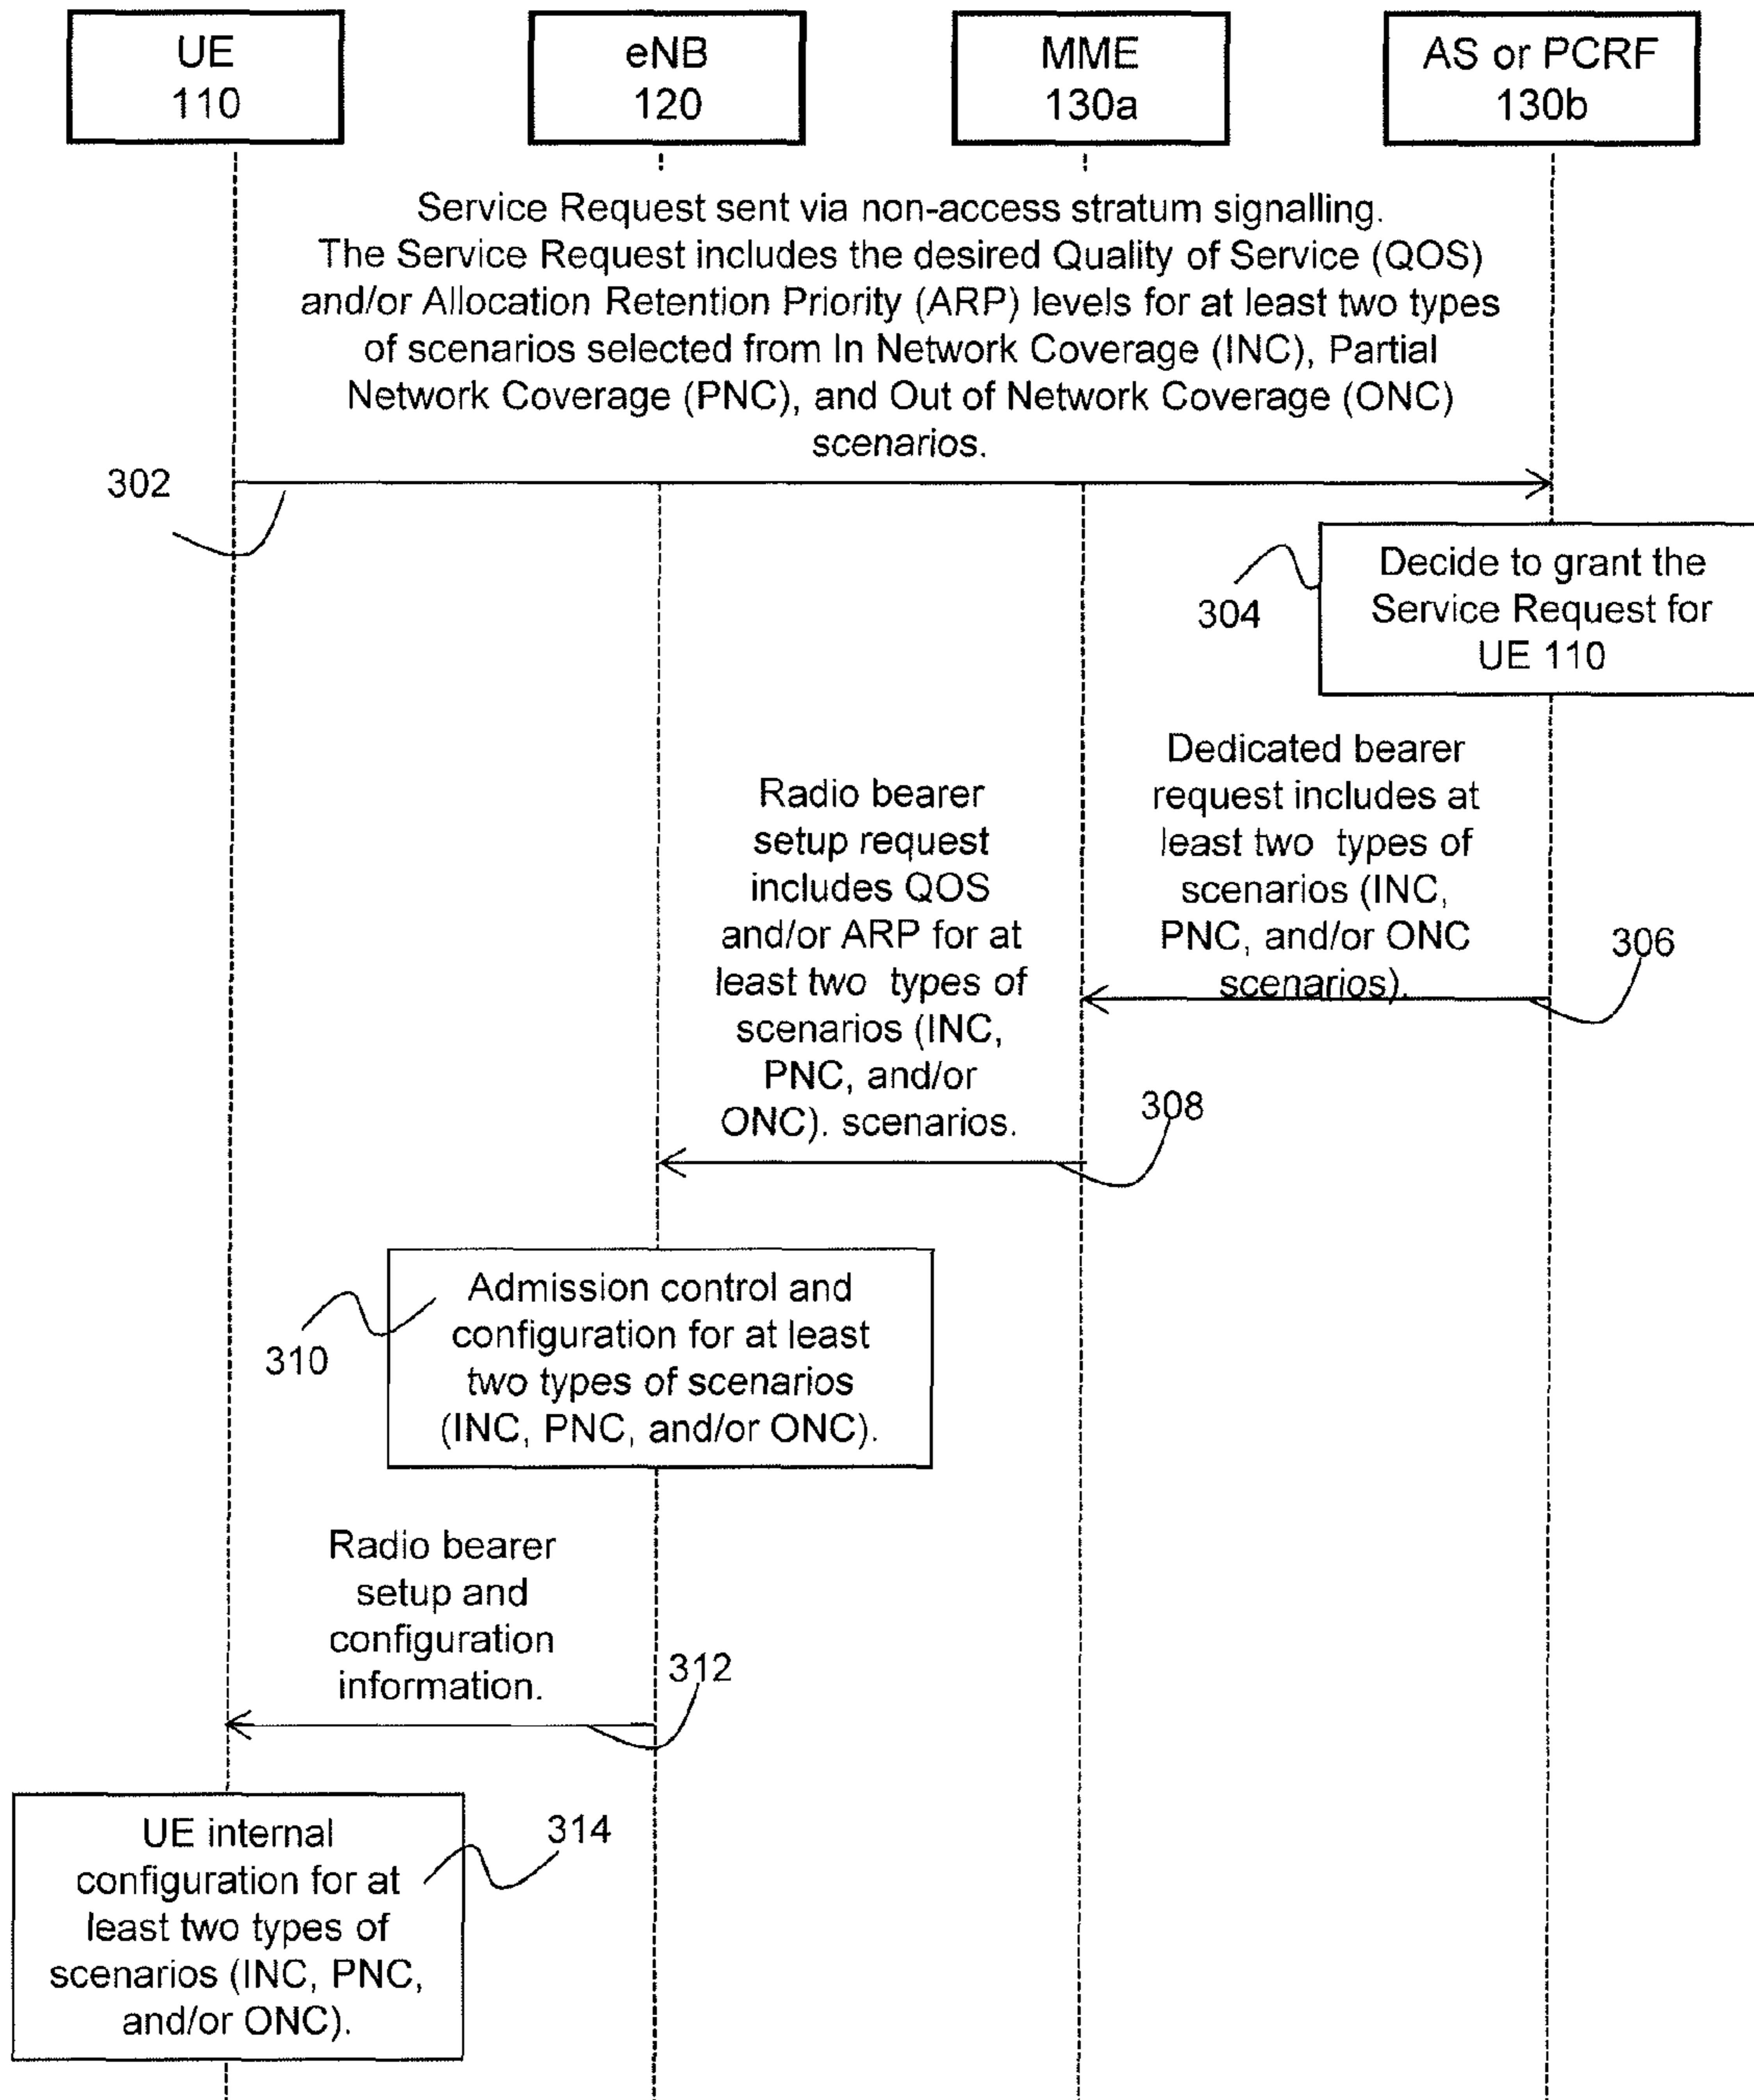 UE
110
eNB
120
MME
130a
AS or PCRF
130b
Service Request sent via non-access stratum signalling.
The Service Request includes the desired Quality of Service (QOS)
and/or Allocation Retention Priority (ARP) levels for at least two types
of scenarios selected from In Network Coverage (INC), Partial
Network Coverage (PNC), and Out of Network Coverage (ONC)
scenarios.
302
Decide to grant the
Service Request for
UE 110
304
Dedicated bearer
request includes at
least two types of
scenarios (INC,
PNC, and/or ONC
scenarios).
306
Radio bearer
setup request
includes QOS
and/or ARP for at
least two types of
scenarios (INC,
PNC, and/or
ONC). scenarios.
308
Admission control and
configuration for at least
two types of scenarios
(INC, PNC, and/or ONC).
310
Radio bearer
setup and
configuration
information.
312
UE internal
configuration for at
least two types of
scenarios (INC, PNC,
and/or ONC).
314